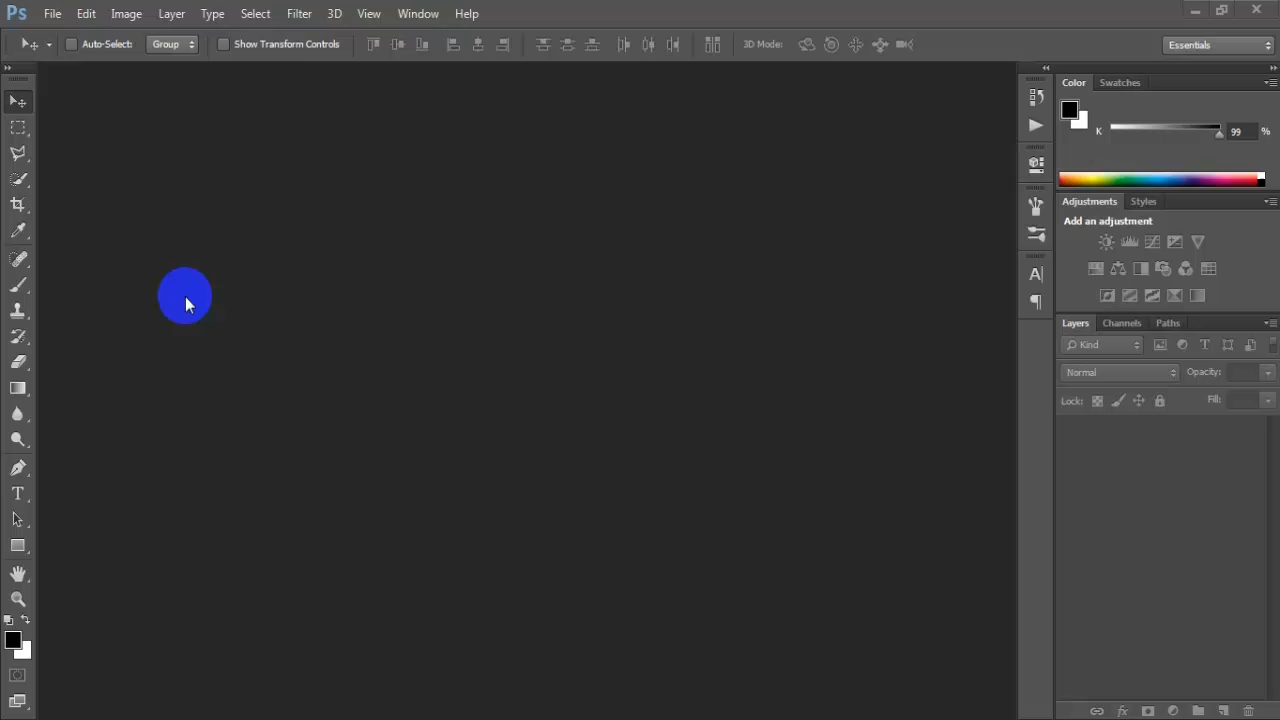 Ps File Edit Image Layer Type Select Filter 3D View Window Help
Auto-Select: Group Show Transform Controls 3D Mode: Essentials
Color Swatches
K 99 %
Adjustments Styles
Add an adjustment
Layers Channels Paths
Kind
Normal Opacity:
Lock: Fill: